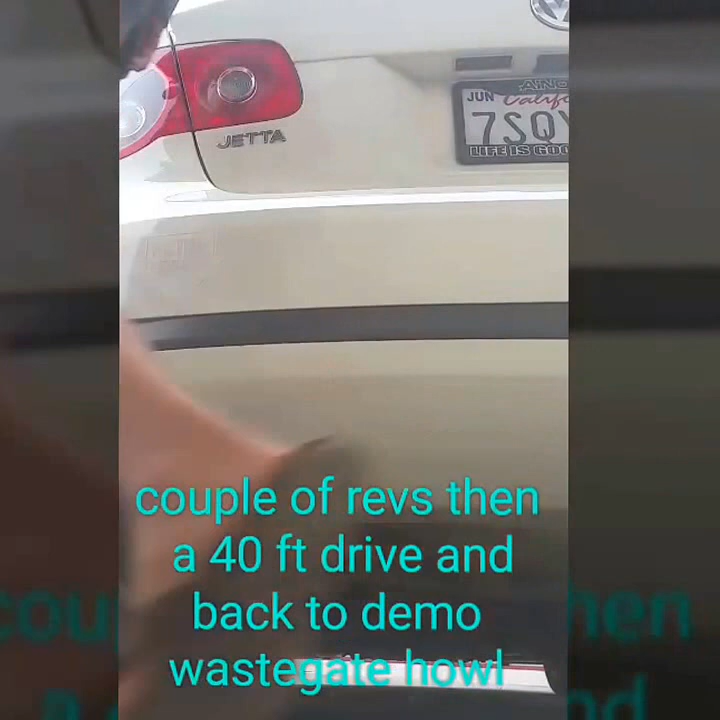 JETTA
JUN
7SQ
LIFE IS GOO
couple of revs then
a 40 ft drive and
back to demo
wastegate howl